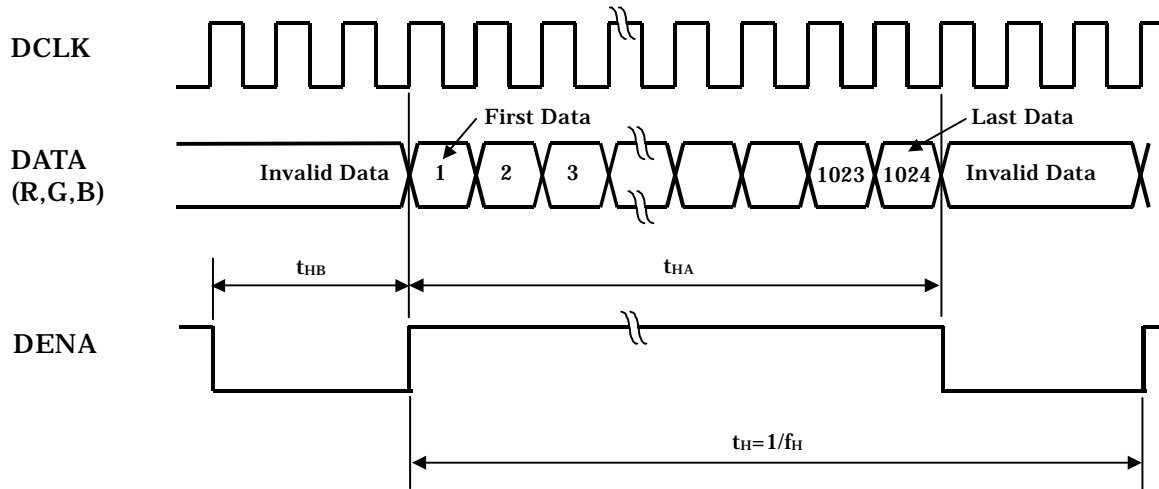 DCLK
First Data
Last Data
DATA
(R,G,B)
Invalid Data 1 2 3 1023 1024 Invalid Data
tHB
tHA
DENA
tH=1/fH